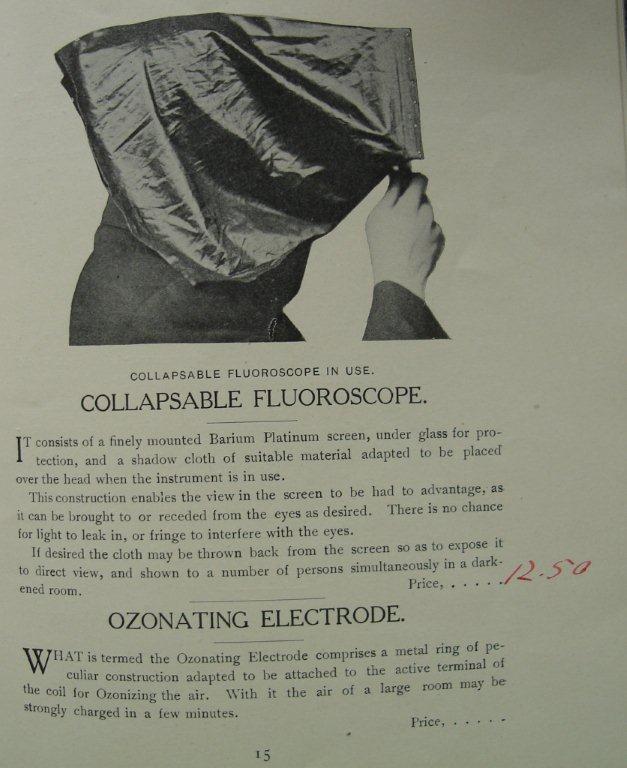 COLLAPSABLE FLUOROSCOPE IN USE.
COLLAPSABLE FLUOROSCOPE.
IT consists of a finely mounted Barium Platinum screen, under glass for pro-
tection, and a shadow cloth of suitable material adapted to be placed
over the head when the instrument is in use.
This construction enables the view in the screen to be had to advantage, as
it can be brought to or receded from the eyes as desired. There is no chance
for light to leak in, or fringe to interfere with the eyes.
If desired the cloth may be thrown back from the screen so as to expose it
to direct view, and shown to a number of persons simultaneously in a dark-
ened room. Price, . . . . . 12.50
OZONATING ELECTRODE.
WHAT is termed the Ozonating Electrode comprises a metal ring of pe-
culiar construction adapted to be attached to the active terminal of
the coil for Ozonizing the air. With it the air of a large room may be
strongly charged in a few minutes.
Price, . . . . .
15